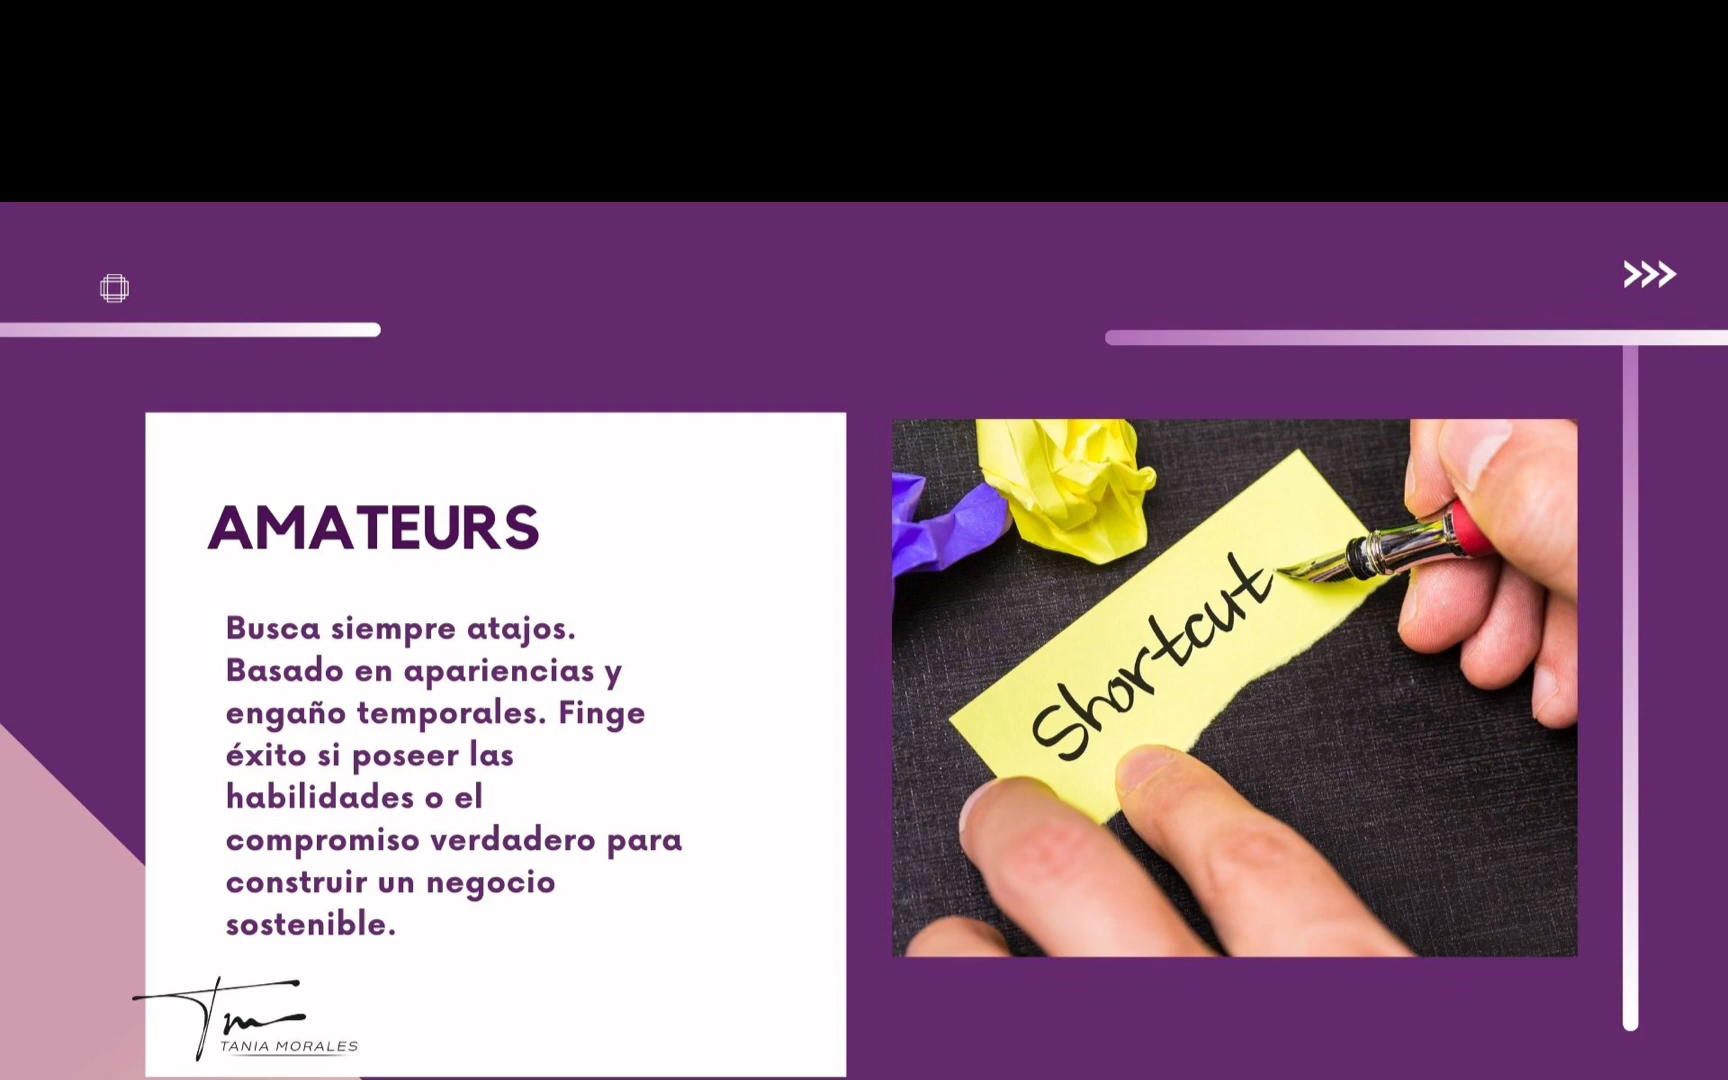 AMATEURS
Busca siempre atajos.
Basado en apariencias y
engaño temporales. Finge
éxito si poseer las
habilidades o el
compromiso verdadero para
construir un negocio
sostenible.
Tm
TANIA MORALES
Shortcut